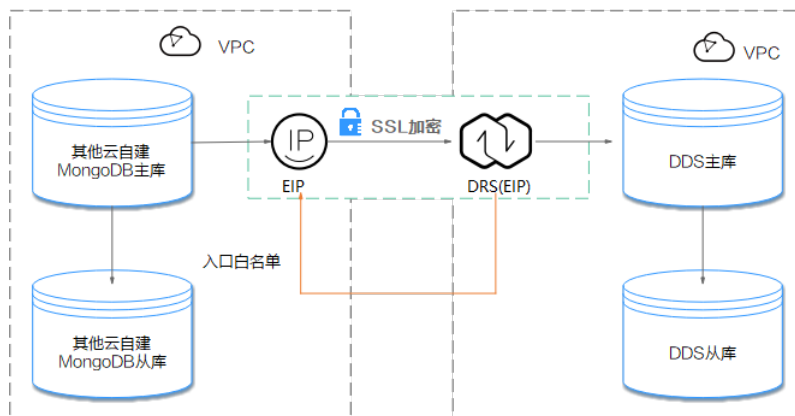 VPC
VPC
其他云自建
MongoDB主库
IP
SSL加密
EIP
DRS(EIP)
DDS主库
入口白名单
其他云自建
MongoDB从库
DDS从库